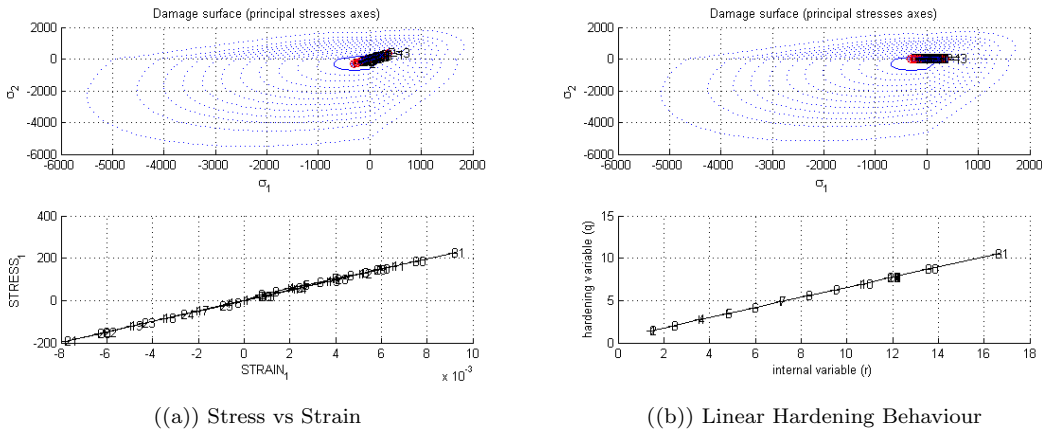 Damage surface (principal stresses axes)
2000
0
-2000
-4000
-6000
σ2
-6000 -5000 -4000 -3000 -2000 -1000 0 1000 2000
σ1
Damage surface (principal stresses axes)
2000
0
-2000
-4000
-6000
σ2
-6000 -5000 -4000 -3000 -2000 -1000 0 1000 2000
σ1
400
200
0
-200
STRESS1
-8 -6 -4 -2 0 2 4 6 8 10
STRAIN1
x 10-3
15
10
5
0
hardening variable (q)
0 2 4 6 8 10 12 14 16 18
internal variable (r)
((a)) Stress vs Strain
((b)) Linear Hardening Behaviour